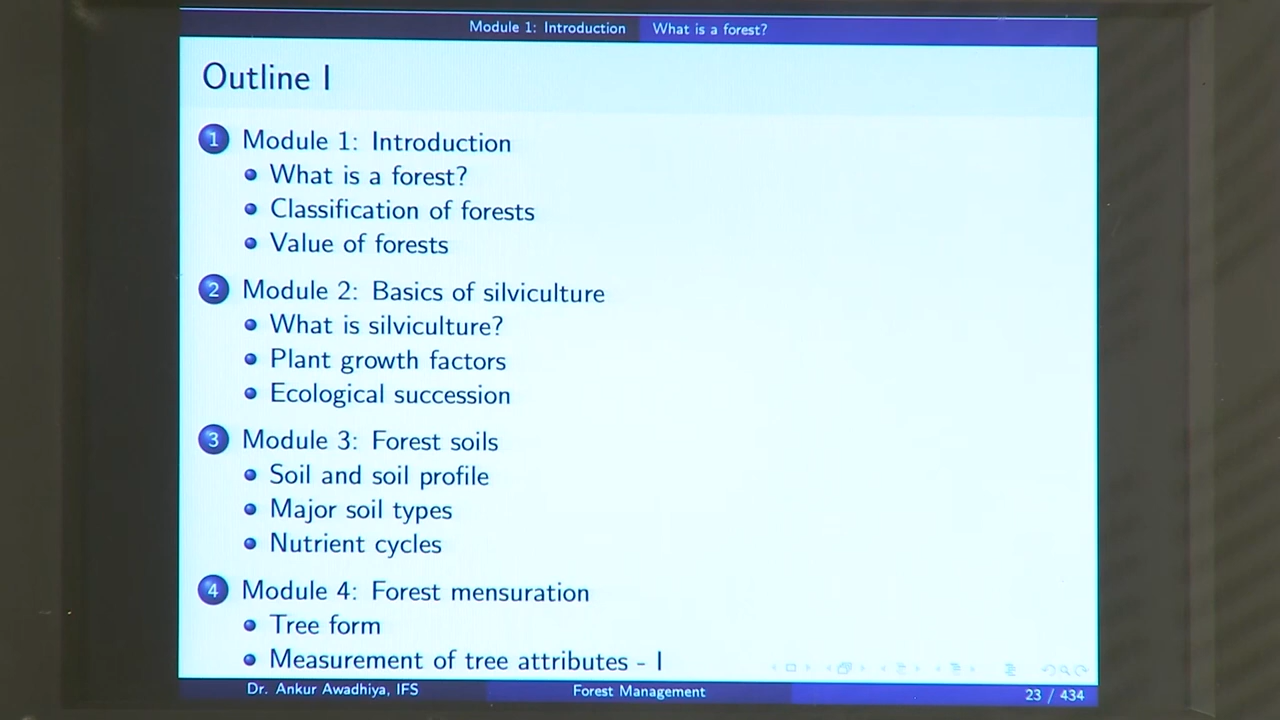 Module 1: Introduction What is a forest?
Outline I
1 Module 1: Introduction
What is a forest?
Classification of forests
Value of forests
2 Module 2: Basics of silviculture
What is silviculture?
Plant growth factors
Ecological succession
3 Module 3: Forest soils
Soil and soil profile
Major soil types
Nutrient cycles
4 Module 4: Forest mensuration
Tree form
Measurement of tree attributes - I
Dr. Ankur Awadhiya, IFS Forest Management 23 / 434